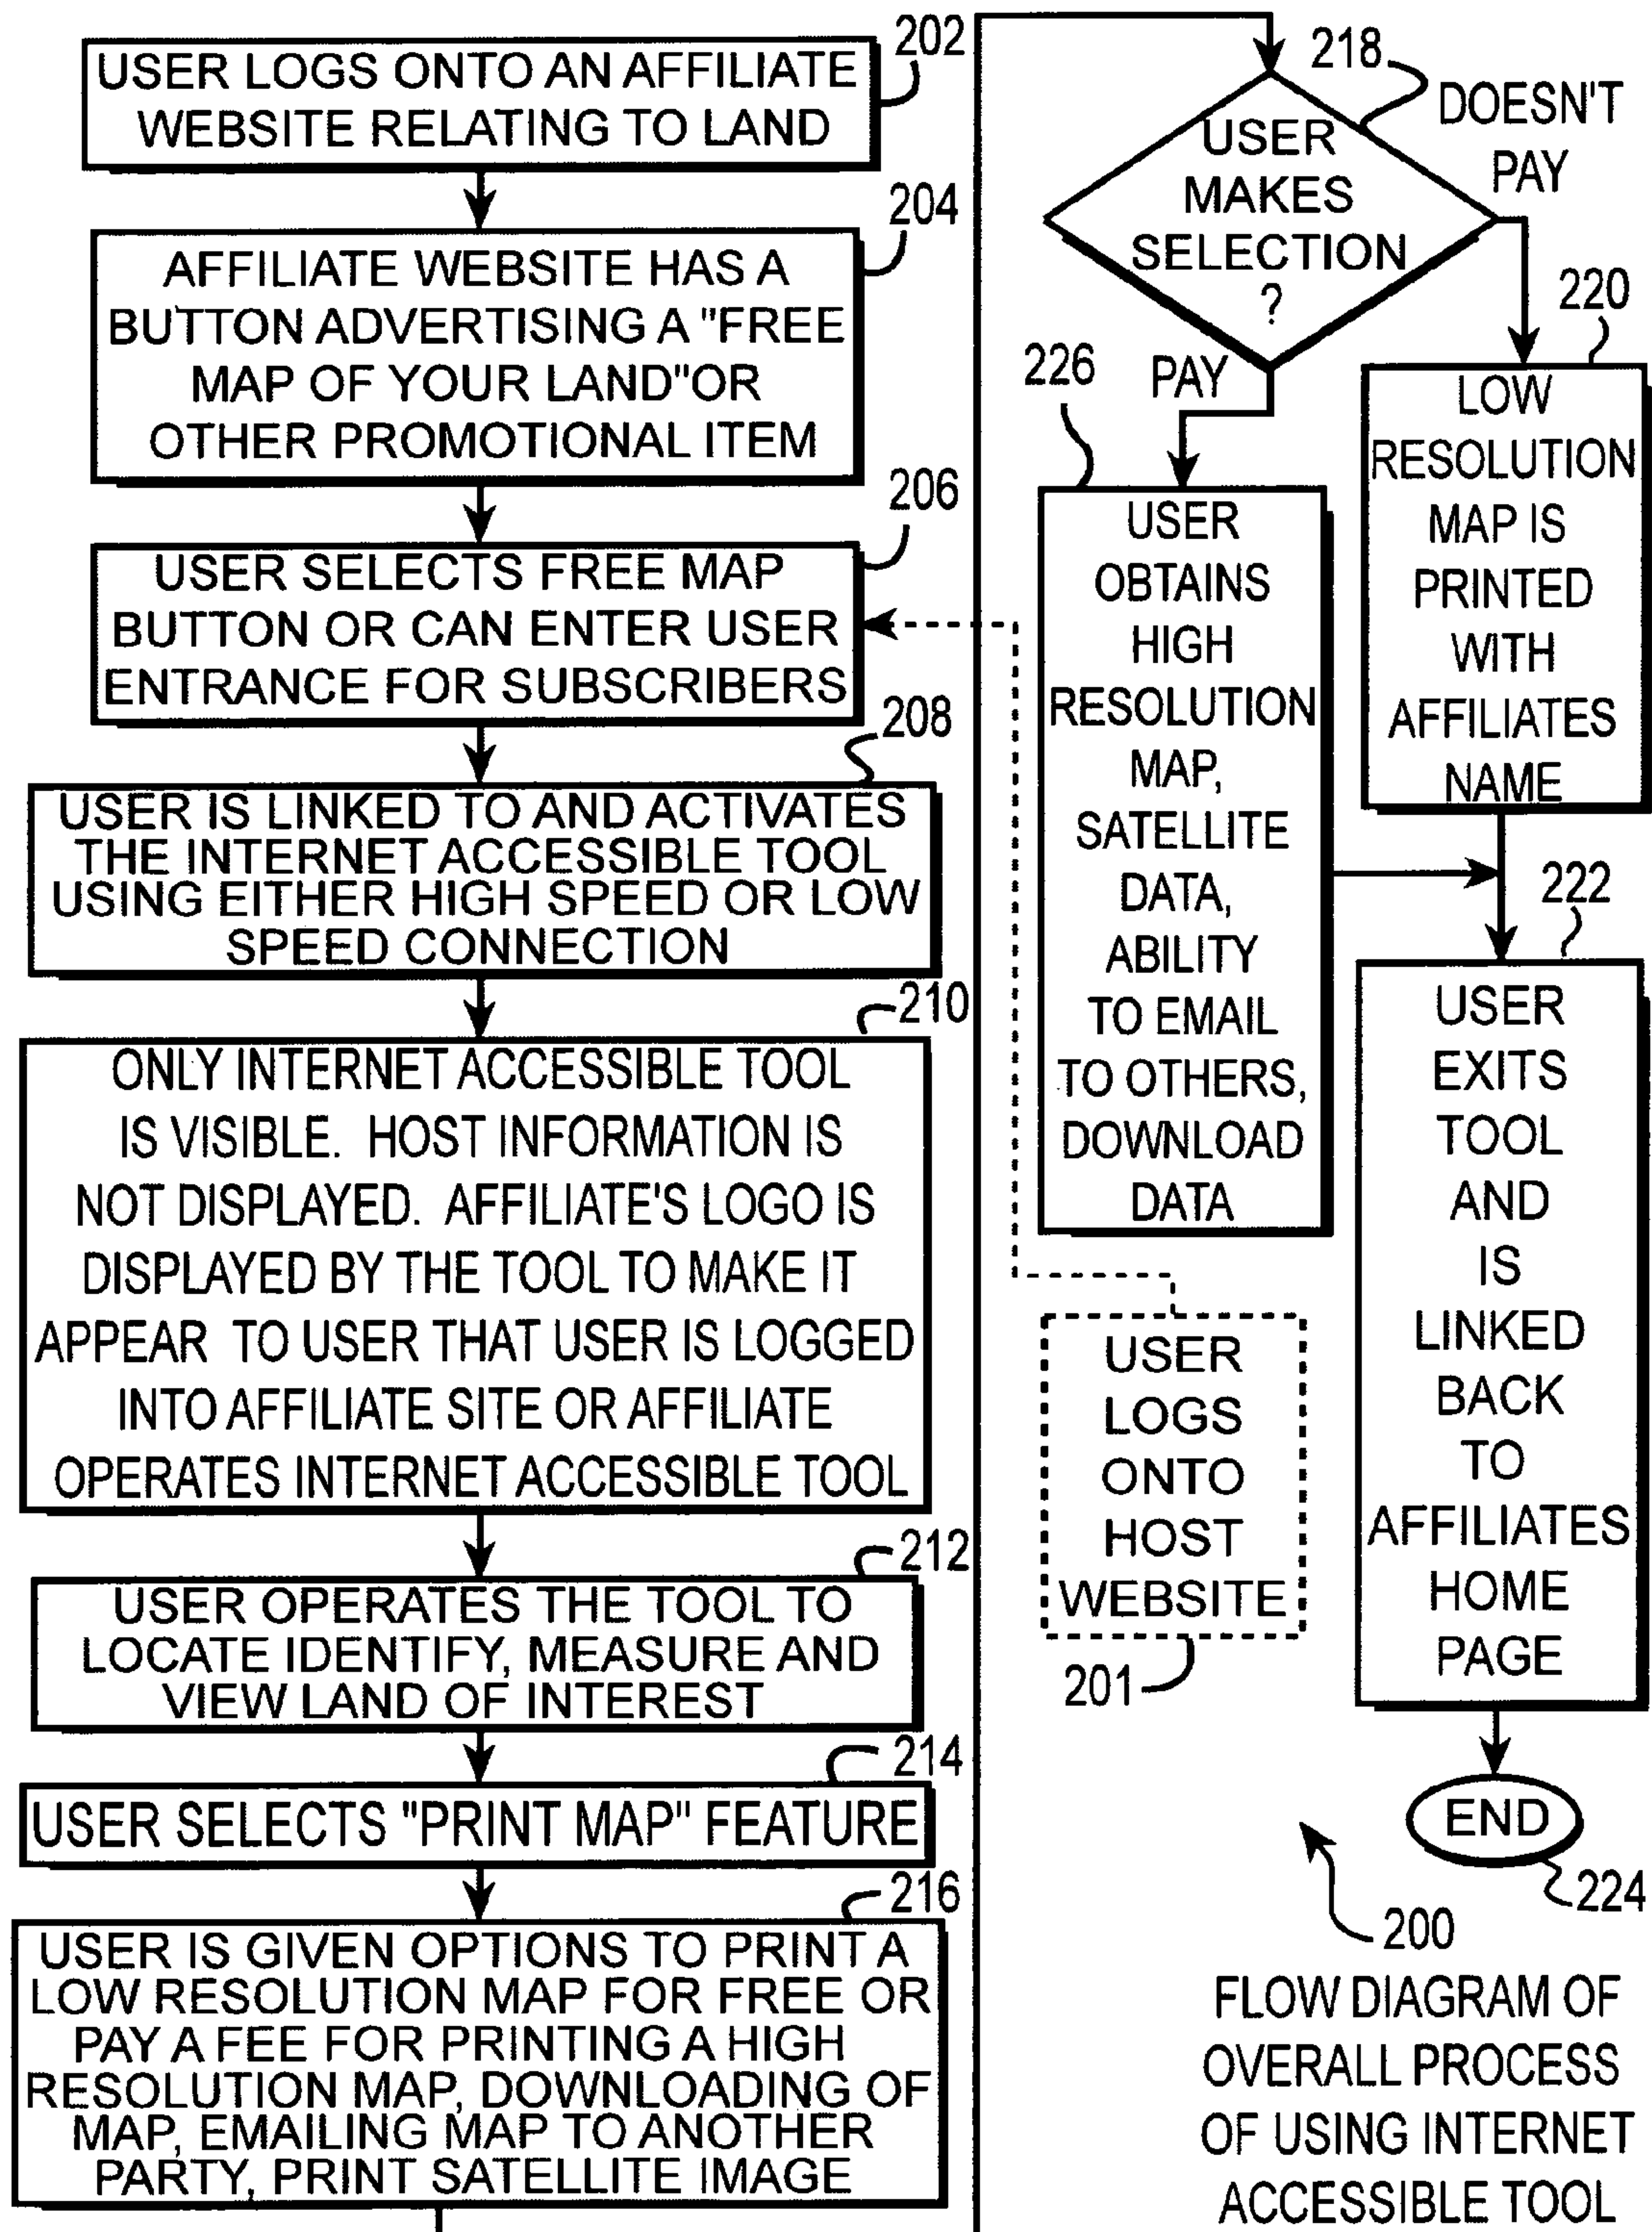 202
USER LOGS ONTO AN AFFILIATE
WEBSITE RELATING TO LAND
204
AFFILIATE WEBSITE HAS A
BUTTON ADVERTISING A "FREE
MAP OF YOUR LAND"OR
OTHER PROMOTIONAL ITEM
206
USER SELECTS FREE MAP
BUTTON OR CAN ENTER USER
ENTRANCE FOR SUBSCRIBERS
208
USER IS LINKED TO AND ACTIVATES
THE INTERNET ACCESSIBLE TOOL
USING EITHER HIGH SPEED OR LOW
SPEED CONNECTION
210
ONLY INTERNET ACCESSIBLE TOOL
IS VISIBLE. HOST INFORMATION IS
NOT DISPLAYED. AFFILIATE'S LOGO IS
DISPLAYED BY THE TOOL TO MAKE IT
APPEAR TO USER THAT USER IS LOGGED
INTO AFFILIATE SITE OR AFFILIATE
OPERATES INTERNET ACCESSIBLE TOOL
212
USER OPERATES THE TOOL TO
LOCATE IDENTIFY, MEASURE AND
VIEW LAND OF INTEREST
214
USER SELECTS "PRINT MAP" FEATURE
216
USER IS GIVEN OPTIONS TO PRINT A
LOW RESOLUTION MAP FOR FREE OR
PAY A FEE FOR PRINTING A HIGH
RESOLUTION MAP, DOWNLOADING OF
MAP, EMAILING MAP TO ANOTHER
PARTY, PRINT SATELLITE IMAGE
218
USER
MAKES
SELECTION
?
DOESN'T
PAY
PAY
220
LOW
RESOLUTION
MAP IS
PRINTED
WITH
AFFILIATES
NAME
226
USER
OBTAINS
HIGH
RESOLUTION
MAP,
SATELLITE
DATA,
ABILITY
TO EMAIL
TO OTHERS,
DOWNLOAD
DATA
222
USER
EXITS
TOOL
AND
IS
LINKED
BACK
TO
AFFILIATES
HOME
PAGE
USER
LOGS
ONTO
HOST
WEBSITE
201
END
224
200
FLOW DIAGRAM OF
OVERALL PROCESS
OF USING INTERNET
ACCESSIBLE TOOL